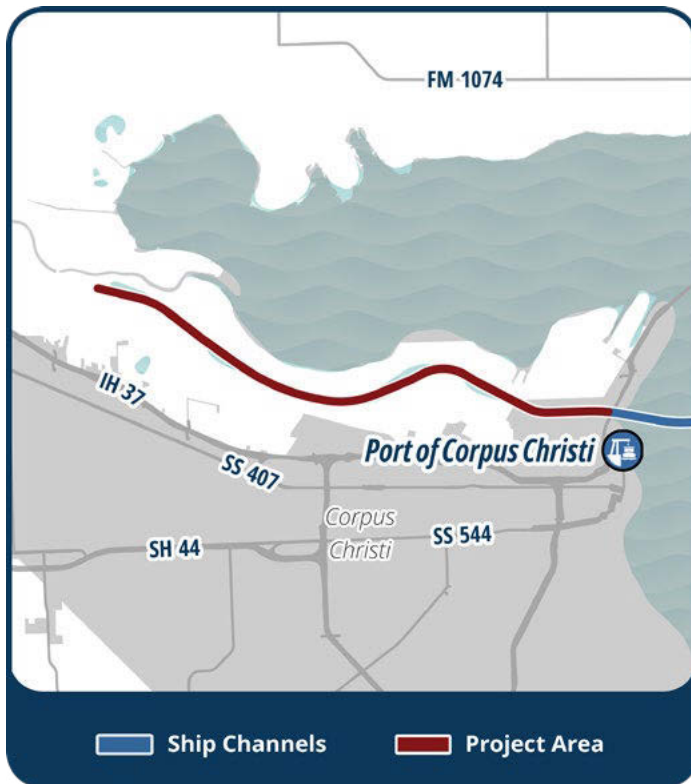 FM 1074
IH 37
SS 407
Port of Corpus Christi
Corpus
Christi
SH 44
SS 544
Ship Channels
Project Area